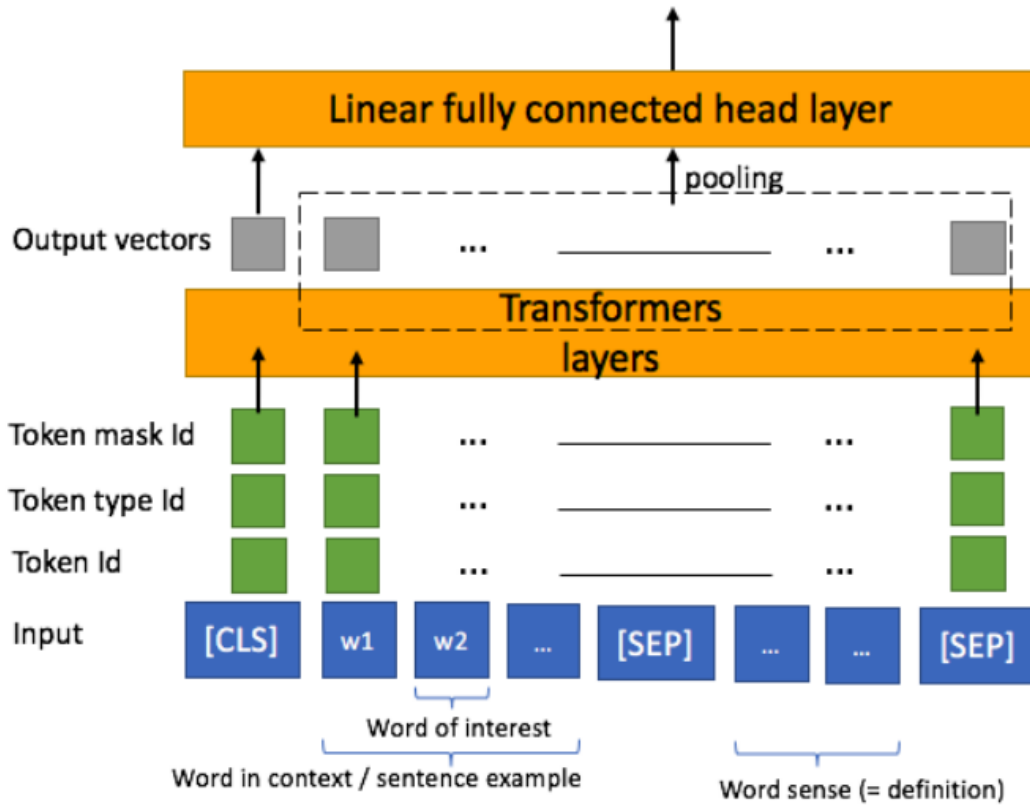 Linear fully connected head layer
pooling
Output vectors ... ...
Transformers
layers
Token mask Id ... ...
Token type Id ... ...
Token Id ... ...
Input [CLS] w1 w2 ... [SEP] ... ... [SEP]
Word of interest
Word in context / sentence example
Word sense (= definition)